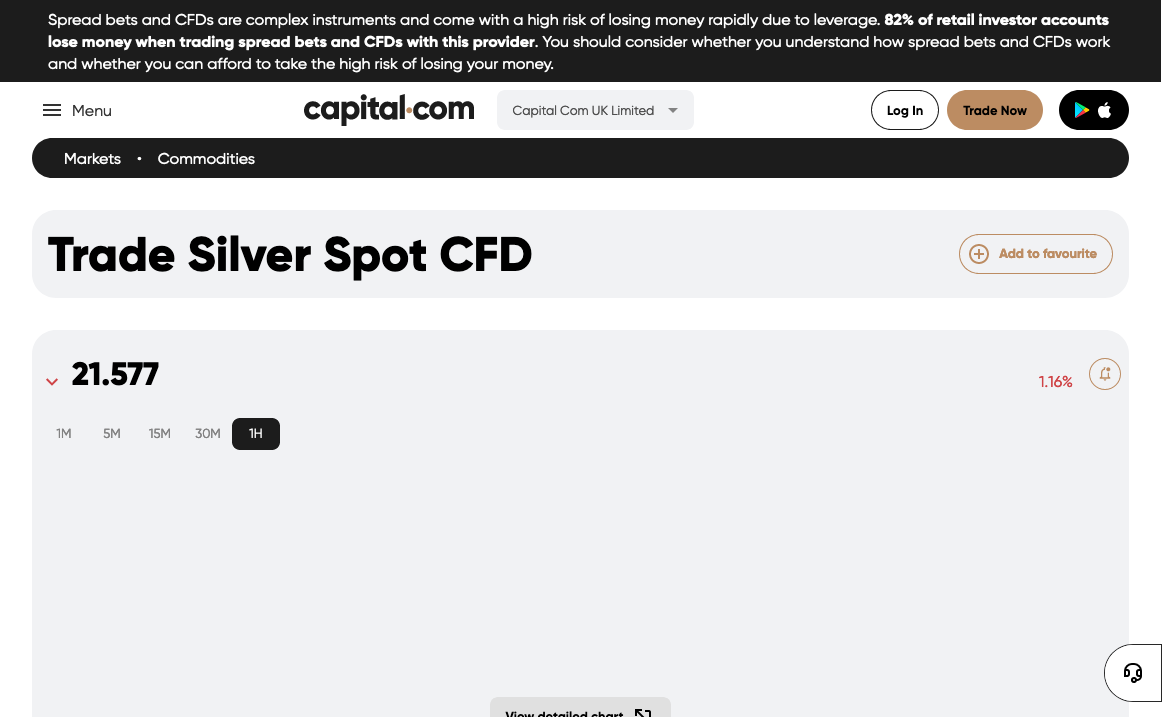 Spread bets and CFDs are complex instruments and come with a high risk of losing money rapidly due to leverage. 82% of retail investor accounts
lose money when trading spread bets and CFDs with this provider. You should consider whether you understand how spread bets and CFDs work
and whether you can afford to take the high risk of losing your money.
Menu
capital.com
Capital Com UK Limited
Log In
Trade Now
Markets • Commodities
Trade Silver Spot CFD
Add to favourite
21.577
1.16%
1M 5M 15M 30M 1H
View detailed chart